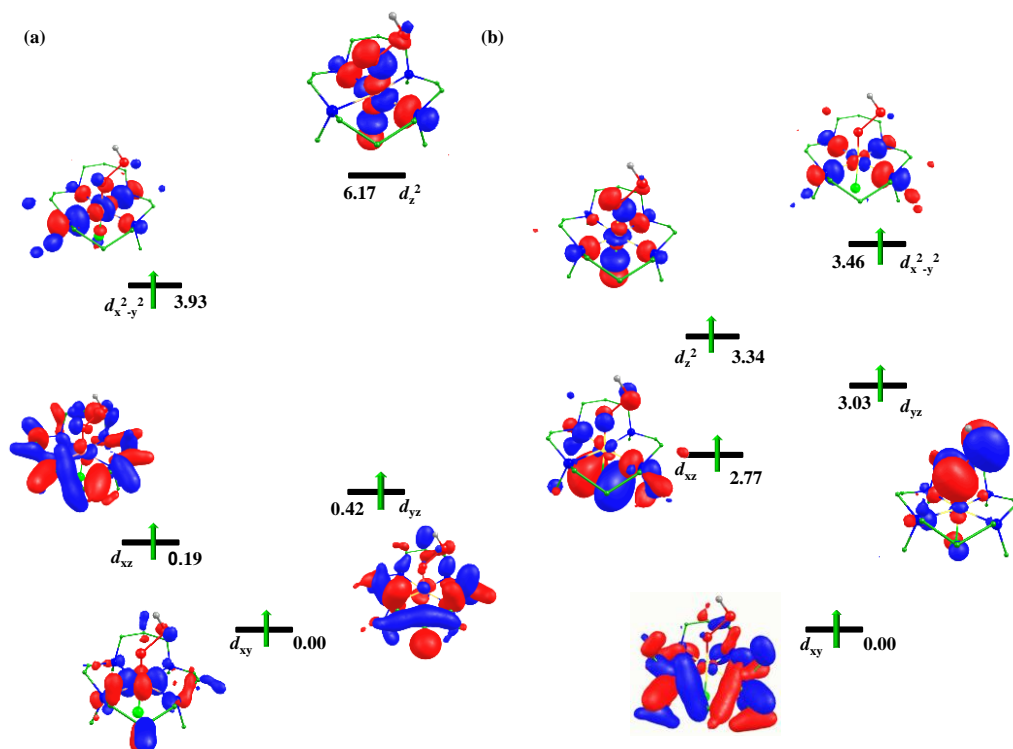 (a)
6.17 d_z^2
d_x^2-y^2 3.93
0.42 d_yz
d_xz 0.19
d_xy 0.00
(b)
3.46 d_x^2-y^2
d_z^2 3.34
3.03 d_yz
d_xz 2.77
d_xy 0.00